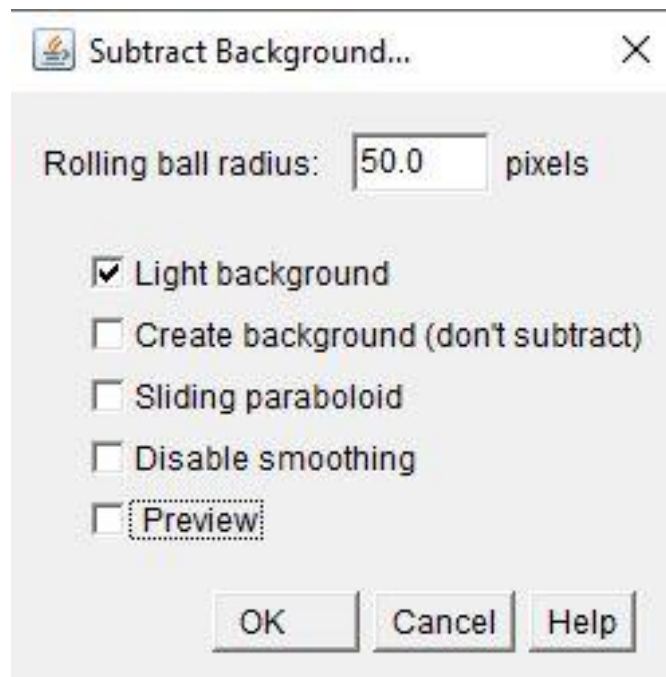 Subtract Background...
Rolling ball radius: 50.0 pixels
Light background
Create background (don't subtract)
Sliding paraboloid
Disable smoothing
Preview
OK Cancel Help